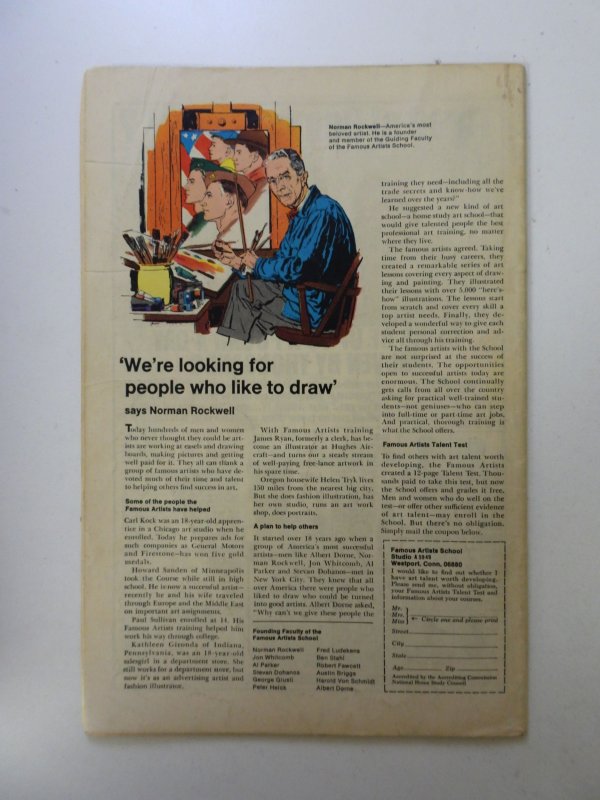 Norman Rockwell—America's most
beloved artist. He is a founder
and member of the Guiding Faculty
of the Famous Artists School.
'We're looking for
people who like to draw'
says Norman Rockwell
Today hundreds of men and women
who never thought they could be art-
ists are working at easels and drawing
boards, making pictures and getting
well paid for it. They all can thank a
group of famous artists who have de-
voted much of their time and talent
to helping others find success in art.
Some of the people the
Famous Artists have helped
Carl Kock was an 18-year-old appren-
tice in a Chicago art studio when he
enrolled. Today he prepares ads for
such companies as General Motors
and Firestone—has won five gold
medals.
Howard Sanden of Minneapolis
took the Course while still in high
school. He is now a successful artist—
recently he and his wife traveled
through Europe and the Middle East
on important art assignments.
Paul Sullivan enrolled at 14. His
Famous Artists training helped him
work his way through college.
Kathleen Gironda of Indiana,
Pennsylvania, was an 18-year-old
salesgirl in a department store. She
still works for a department store, but
now it's as an advertising artist and
fashion illustrator.
With Famous Artists training
James Ryan, formerly a clerk, has be-
come an illustrator at Hughes Air-
craft—and turns out a steady stream
of well-paying free-lance artwork in
his spare time.
Oregon housewife Helen Tryk lives
150 miles from the nearest big city.
But she does fashion illustration, has
her own studio, runs an art work
shop, does portraits.
A plan to help others
It started over 18 years ago when a
group of America's most successful
artists—men like Albert Dorne, Nor-
man Rockwell, Jon Whitcomb, Al
Parker and Stevan Dohanos—met in
New York City. They knew that all
over America there were people who
liked to draw who could be turned
into good artists. Albert Dorne asked,
"Why can't we give these people the
Founding Faculty of the
Famous Artists School
Norman Rockwell
Jon Whitcomb
Al Parker
Stevan Dohanos
George Giusti
Peter Helck
Fred Ludekens
Ben Stahl
Robert Fawcett
Austin Briggs
Harold Von Schmidt
Albert Dorne
training they need—including all the
trade secrets and know-how we've
learned over the years?"
He suggested a new kind of art
school—a home study art school—that
would give talented people the best
professional art training, no matter
where they live.
The famous artists agreed. Taking
time from their busy careers, they
created a remarkable series of art
lessons covering every aspect of draw-
ing and painting. They illustrated
their lessons with over 5,000 "here's-
how" illustrations. The lessons start
from scratch and cover every skill a
top artist needs. Finally, they de-
veloped a wonderful way to give each
student personal correction and ad-
vice all through his training.
The famous artists with the School
are not surprised at the success of
their students. The opportunities
open to successful artists today are
enormous. The School continually
gets calls from all over the country
asking for practical well-trained stu-
dents—not geniuses—who can step
into full-time or part-time art jobs.
And practical, thorough training is
what the School offers.
Famous Artists Talent Test
To find others with art talent worth
developing, the Famous Artists
created a 12-page Talent Test. Thou-
sands paid to take this test, but now
the School offers and grades it free.
Men and women who do well on the
test—or offer other sufficient evidence
of art talent—may enroll in the
School. But there's no obligation.
Simply mail the coupon below.
Famous Artists School
Studio
Westport, Conn. 06880
I would like to find out whether I
have art talent worth developing.
Please send me, without obligation,
your Famous Artists Talent Test and
information about your courses.
Mr.
Mrs.
Miss ← Circle one and please print
Street
City
State
Age Zip
Accredited by the Accrediting Commission
National Home Study Council